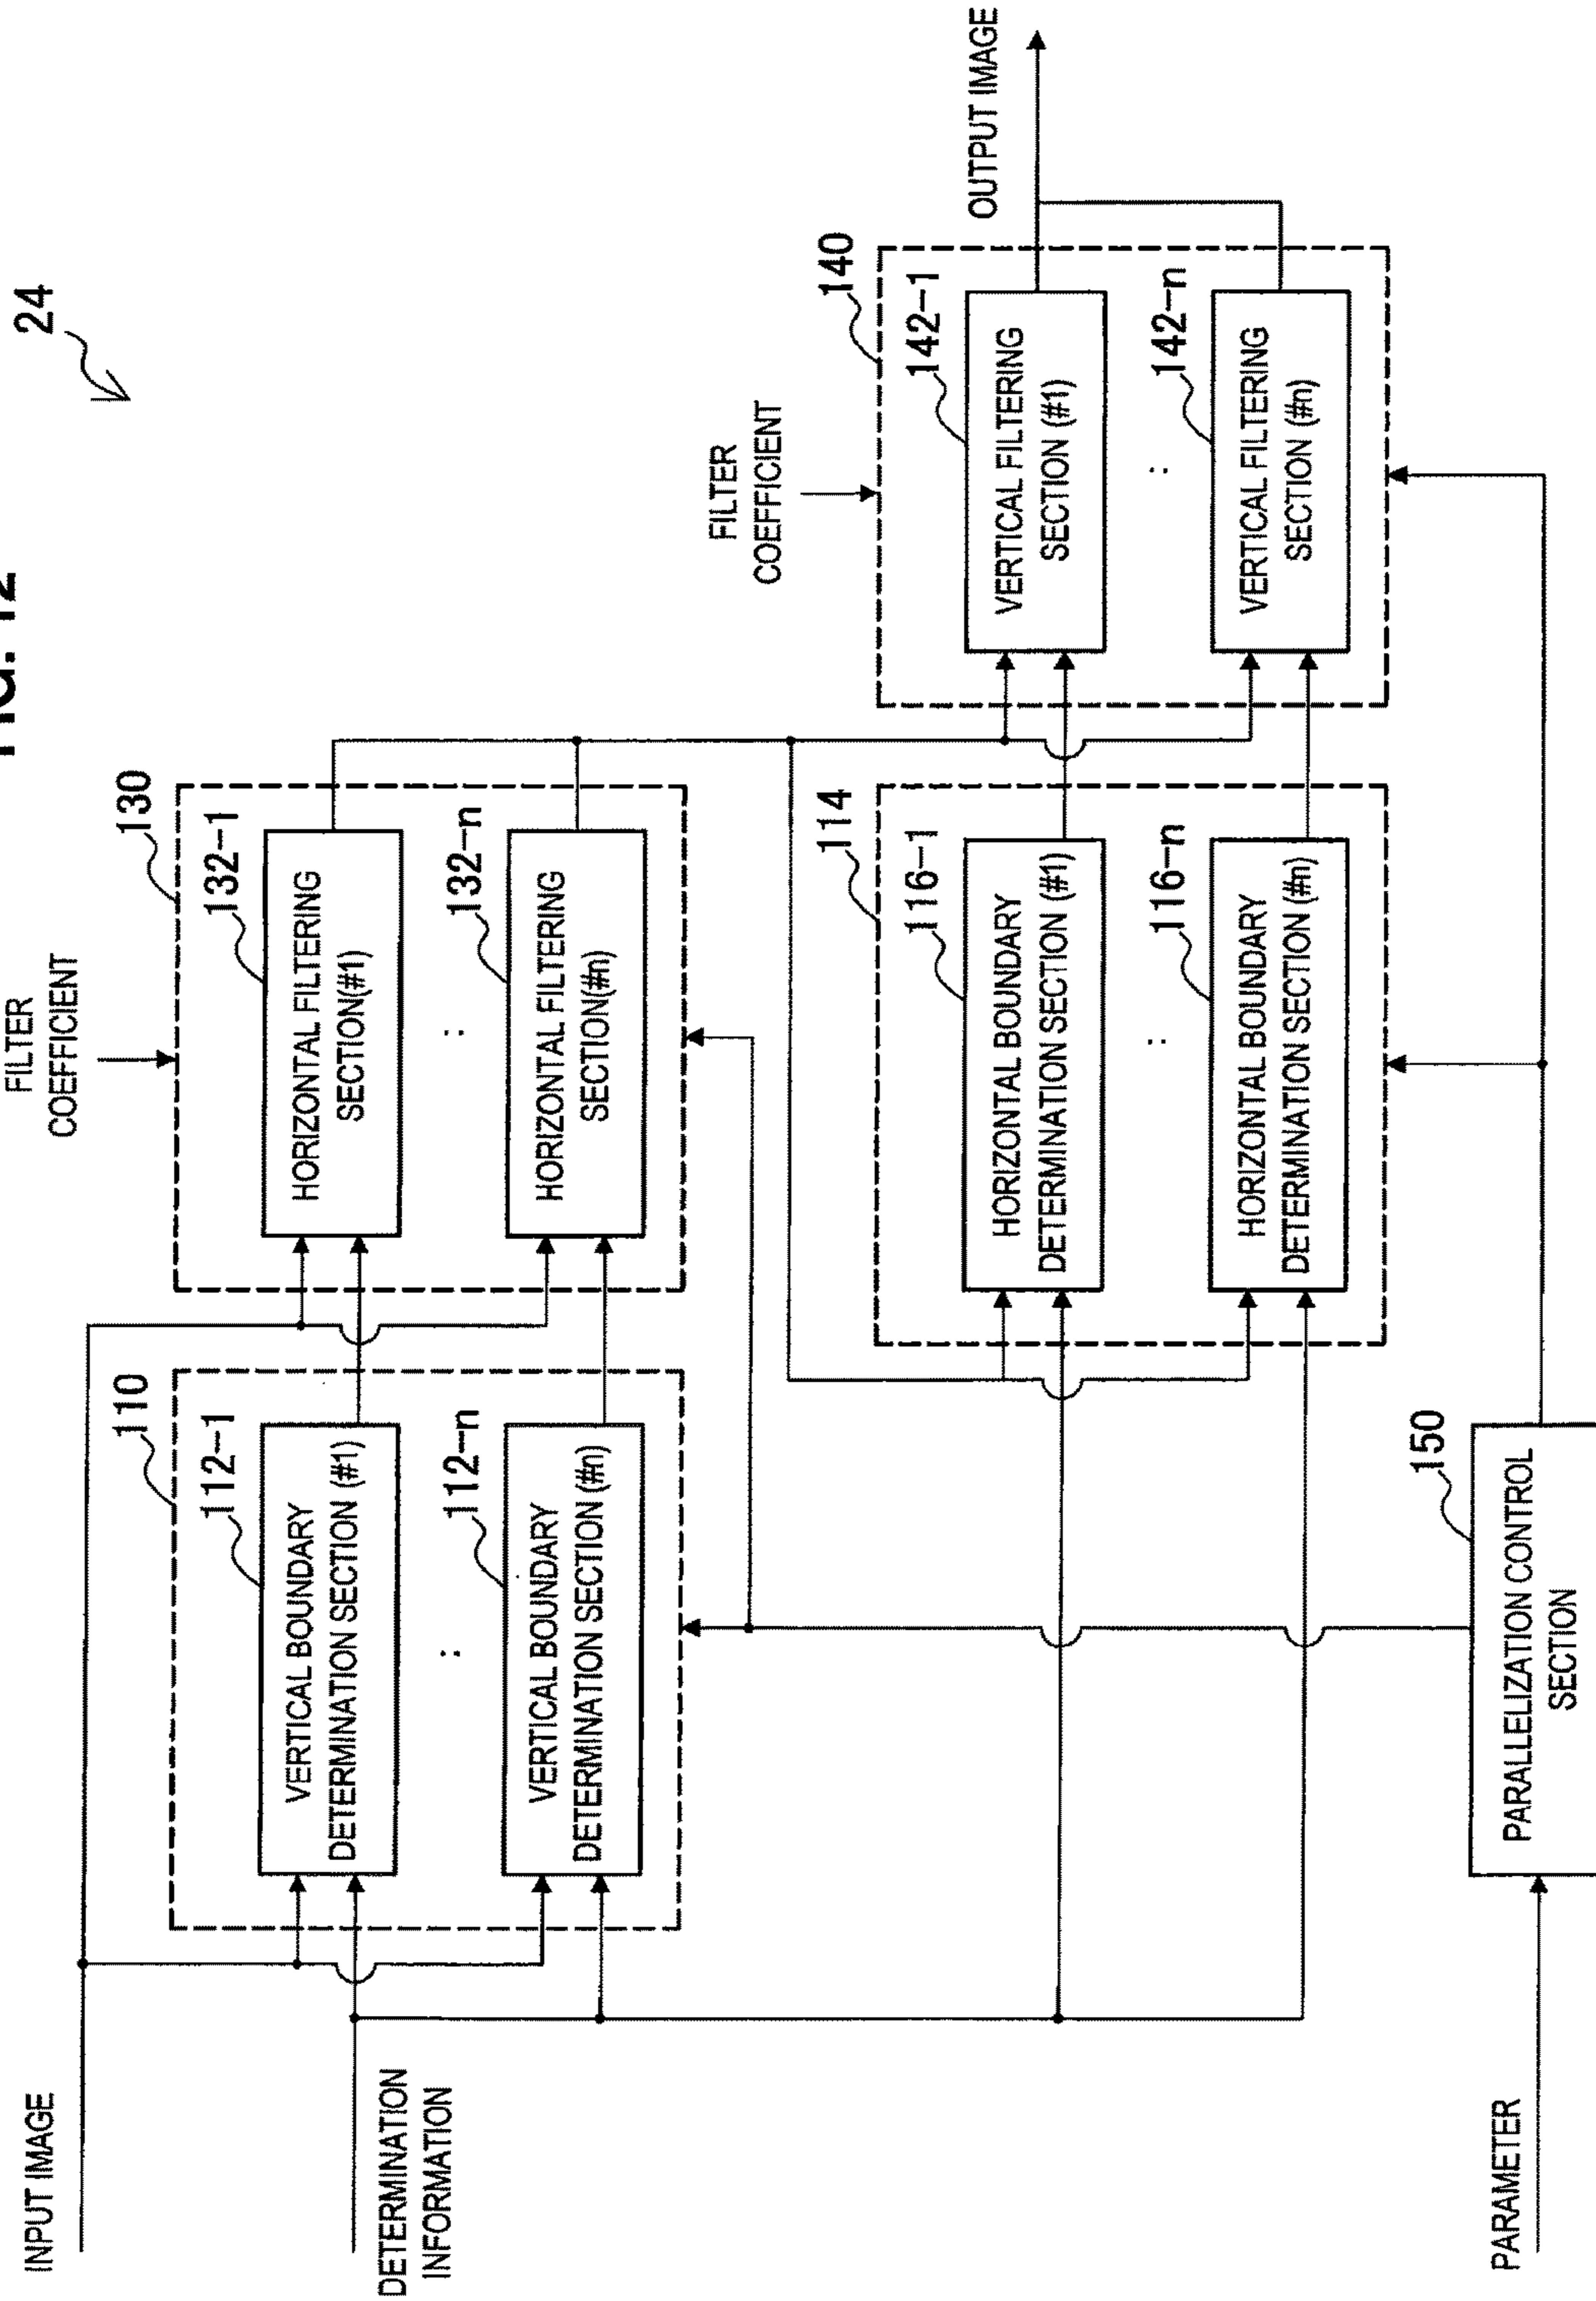 FIG. 12
24
INPUT IMAGE
DETERMINATION
INFORMATION
110
112-1
VERTICAL BOUNDARY
DETERMINATION SECTION (#1)
:
112-n
VERTICAL BOUNDARY
DETERMINATION SECTION (#n)
FILTER
COEFFICIENT
130
132-1
HORIZONTAL FILTERING
SECTION(#1)
:
132-n
HORIZONTAL FILTERING
SECTION(#n)
114
116-1
HORIZONTAL BOUNDARY
DETERMINATION SECTION (#1)
:
116-n
HORIZONTAL BOUNDARY
DETERMINATION SECTION (#n)
FILTER
COEFFICIENT
140
142-1
VERTICAL FILTERING
SECTION (#1)
:
142-n
VERTICAL FILTERING
SECTION (#n)
OUTPUT IMAGE
PARAMETER
150
PARALLELIZATION CONTROL
SECTION